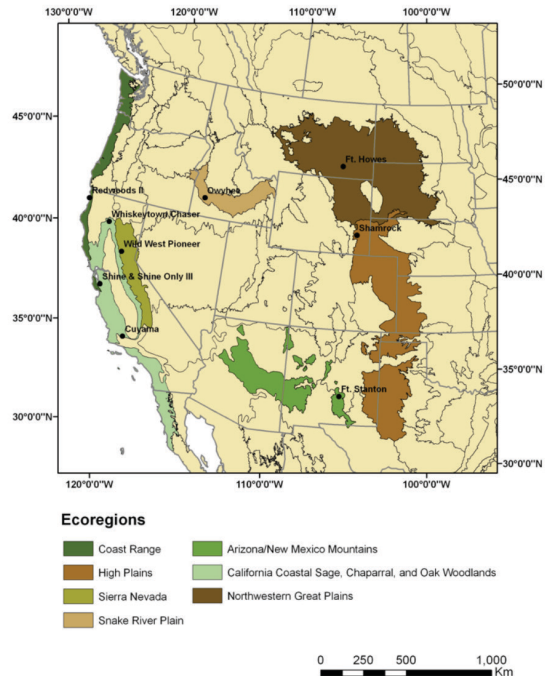 130°0'0"W 120°0'0"W 110°0'0"W 100°0'0"W
50°0'0"N
45°0'0"N
Ft. Howes
45°0'0"N
Redwoods II
Owyhee
40°0'0"N
Whiskeytown Chaser
Shamrock
Wild West Pioneer
40°0'0"N
Shine & Shine Only III
35°0'0"N
Cuyama
35°0'0"N
Ft. Stanton
30°0'0"N
30°0'0"N
120°0'0"W 110°0'0"W 100°0'0"W
Ecoregions
Coast Range
High Plains
Sierra Nevada
Snake River Plain
Arizona/New Mexico Mountains
California Coastal Sage, Chaparral, and Oak Woodlands
Northwestern Great Plains
0 250 500 1,000
Km